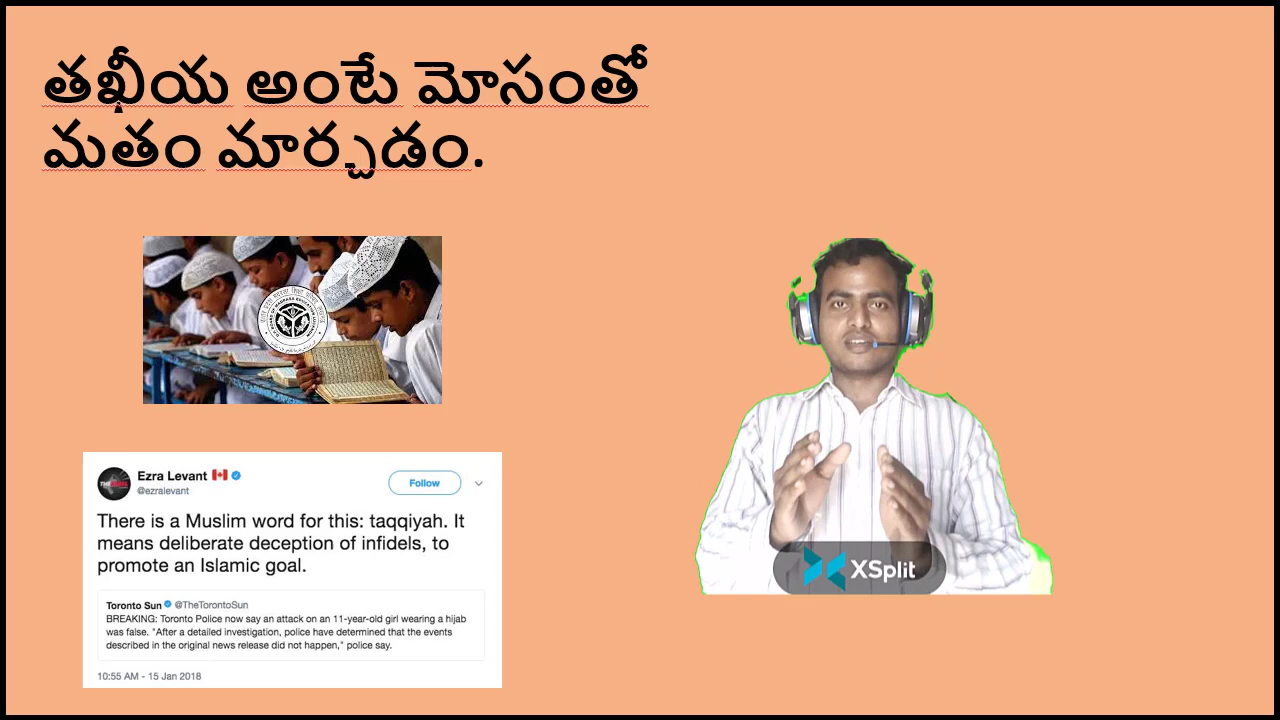 తఖీయ అంటే మోసంతో
మతం మార్చడం.
Ezra Levant
@ezralevant
Follow
There is a Muslim word for this: taqqiyah. It
means deliberate deception of infidels, to
promote an Islamic goal.
Toronto Sun @TheTorontoSun
BREAKING: Toronto Police now say an attack on an 11-year-old girl wearing a hijab
was false. "After a detailed investigation, police have determined that the events
described in the original news release did not happen," police say.
10:55 AM - 15 Jan 2018
XSplit